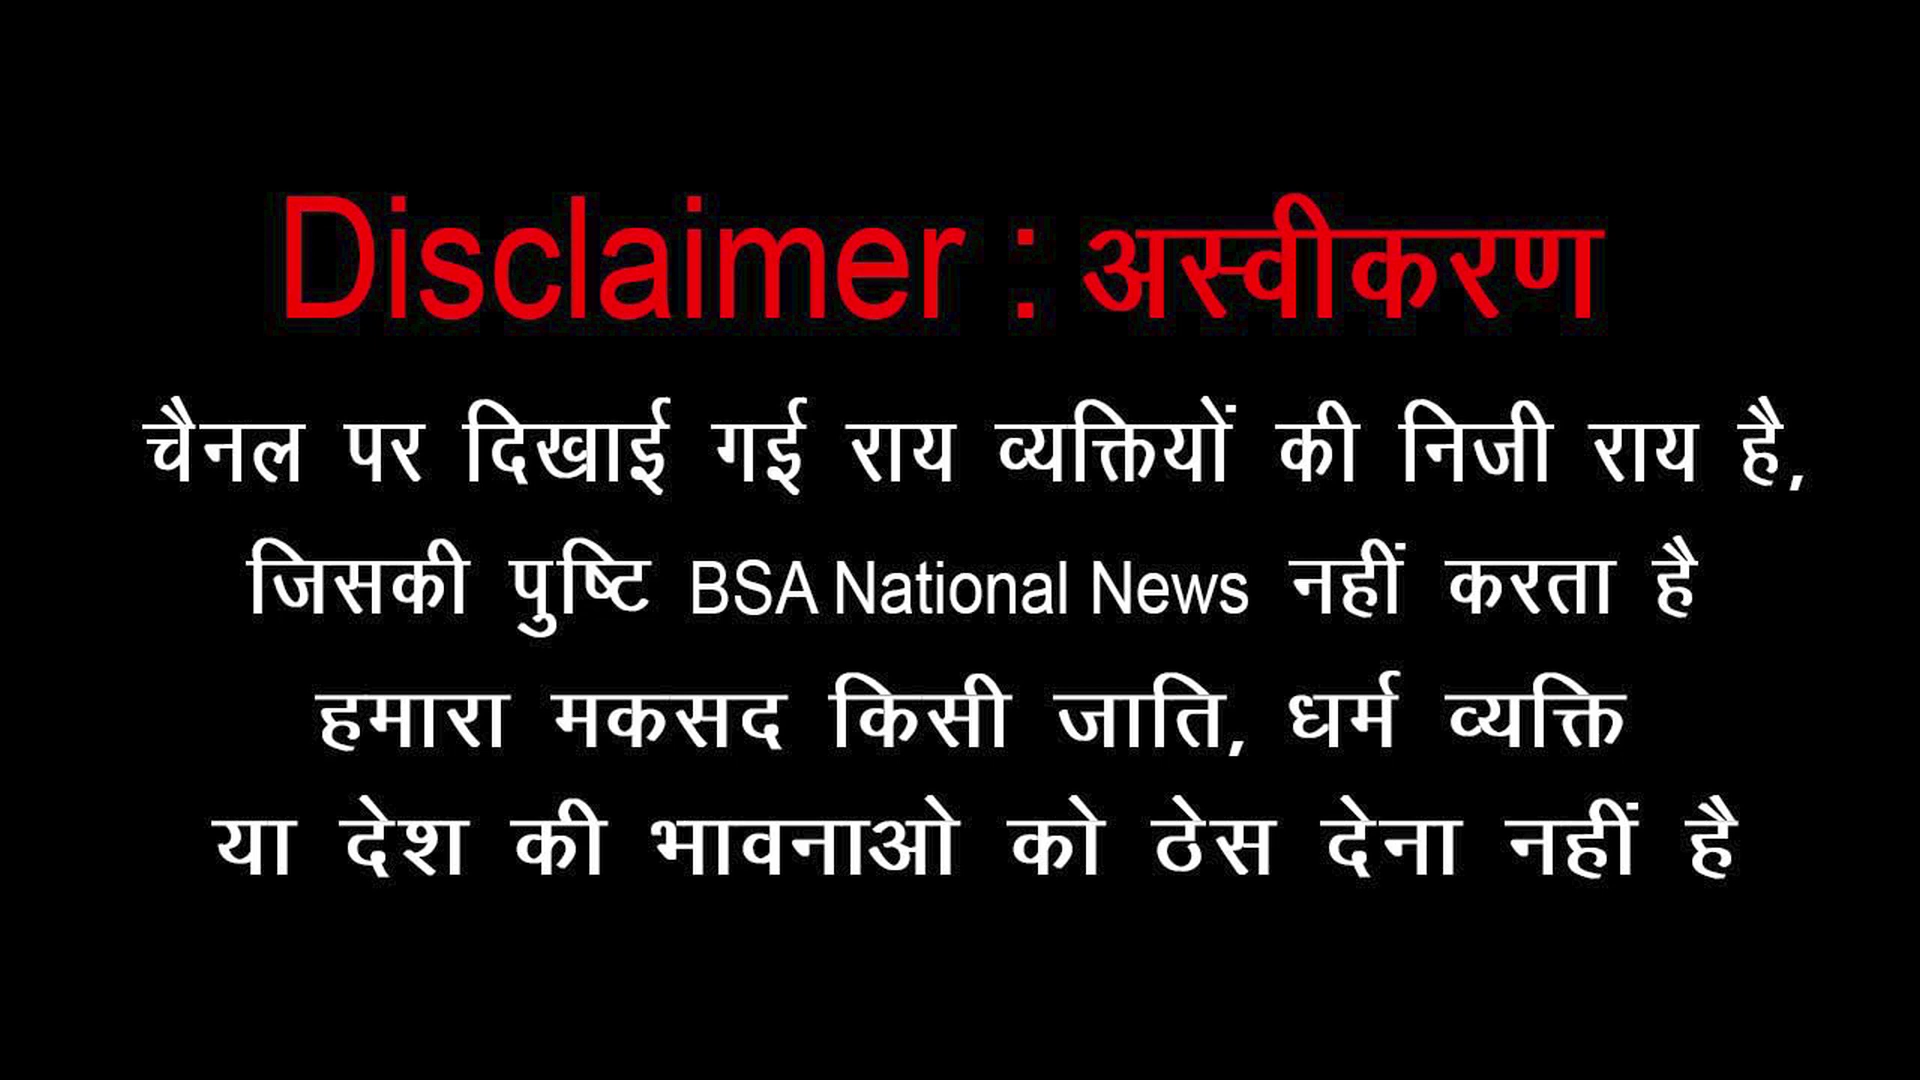 Disclaimer : अस्वीकरण
चैनल पर दिखाई गई राय व्यक्तियों की निजी राय है,
जिसकी पुष्टि BSA National News नहीं करता है
हमारा मकसद किसी जाति, धर्म व्यक्ति
या देश की भावनाओ को ठेस देना नहीं है